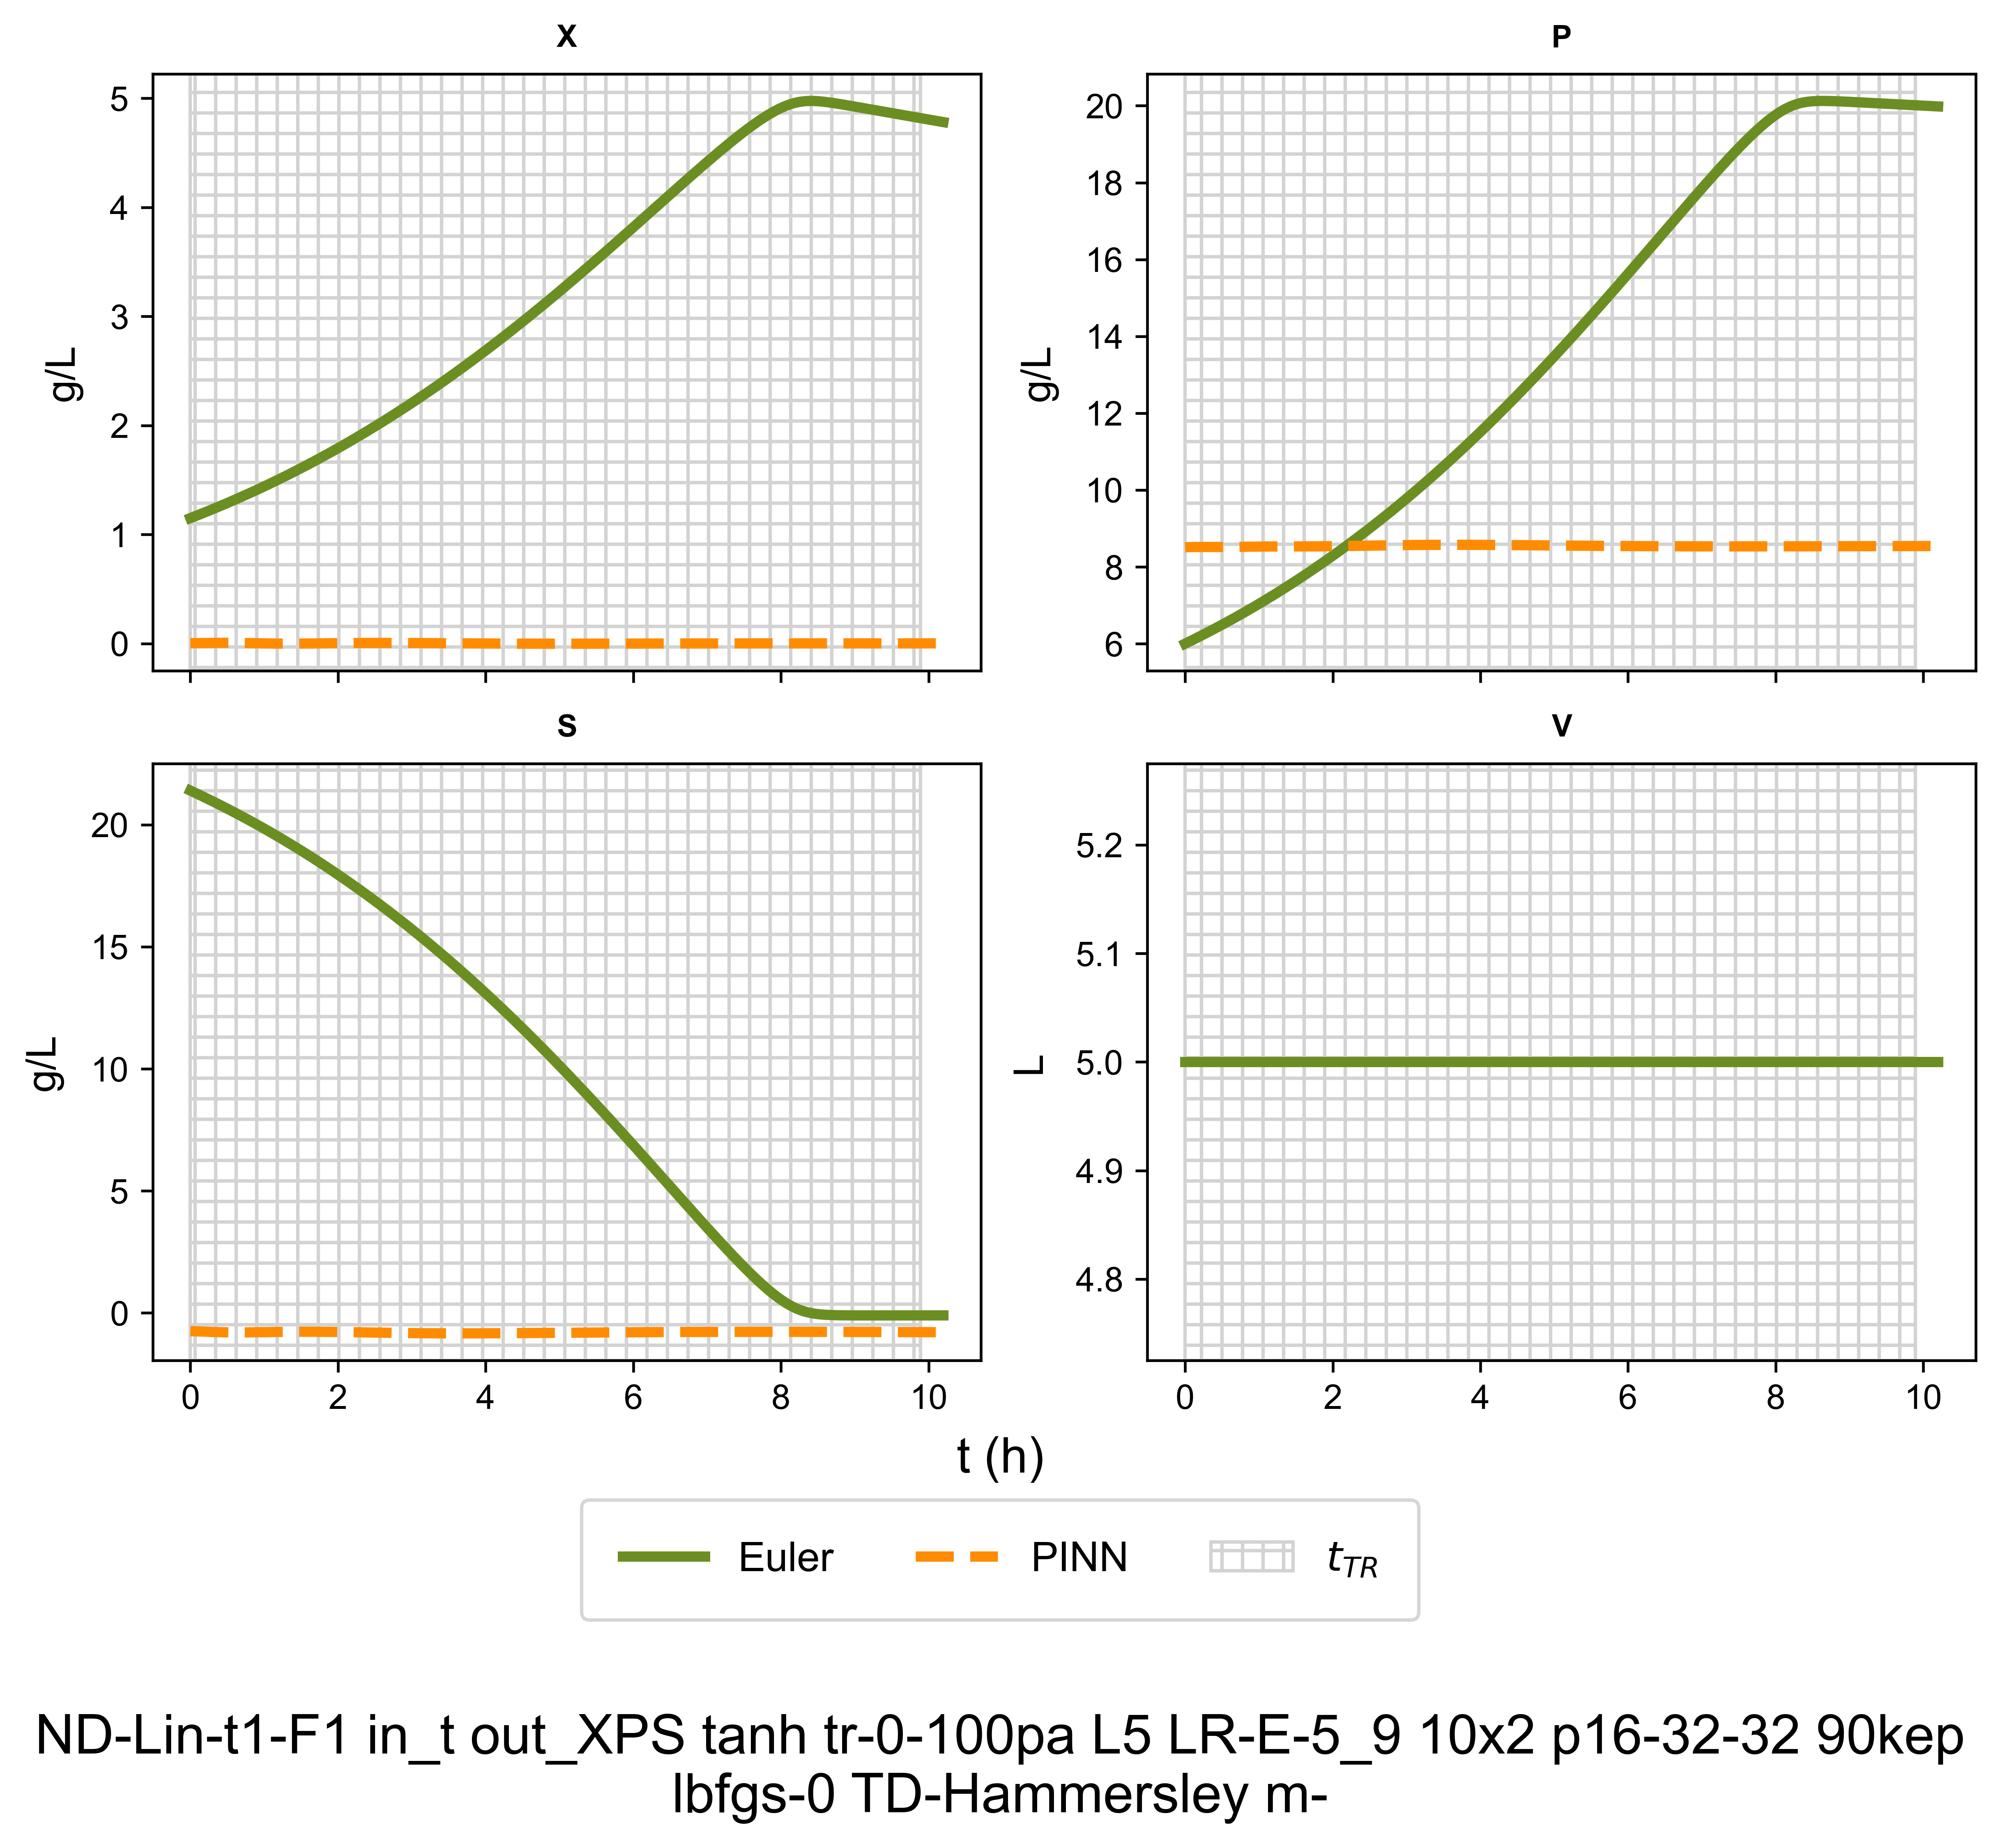 X
5
4
3
2
1
0
g/L
P
20
18
16
14
12
10
8
6
g/L
S
20
15
10
5
0
g/L
0 2 4 6 8 10
V
5.2
5.1
5.0
4.9
4.8
L
0 2 4 6 8 10
t (h)
Euler PINN t_TR
ND-Lin-t1-F1 in_t out_XPS tanh tr-0-100pa L5 LR-E-5_9 10x2 p16-32-32 90kep
lbfgs-0 TD-Hammersley m-